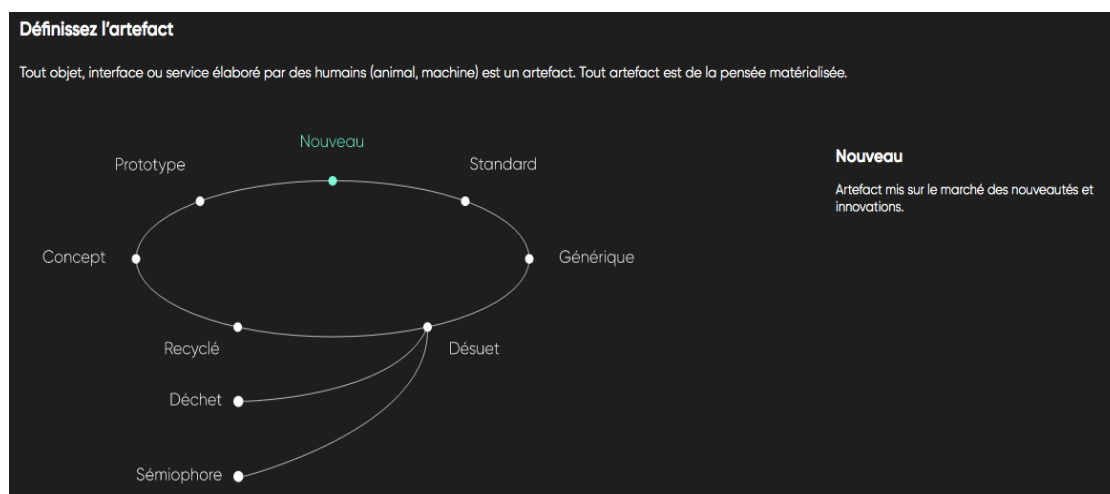 Définissez l'artefact
Tout objet, interface ou service élaboré par des humains (animal, machine) est un artefact. Tout artefact est de la pensée matérialisée.
Nouveau
Prototype
Standard
Concept
Générique
Recyclé
Désuet
Déchet
Sémiophore
Nouveau
Artefact mis sur le marché des nouveautés et
innovations.